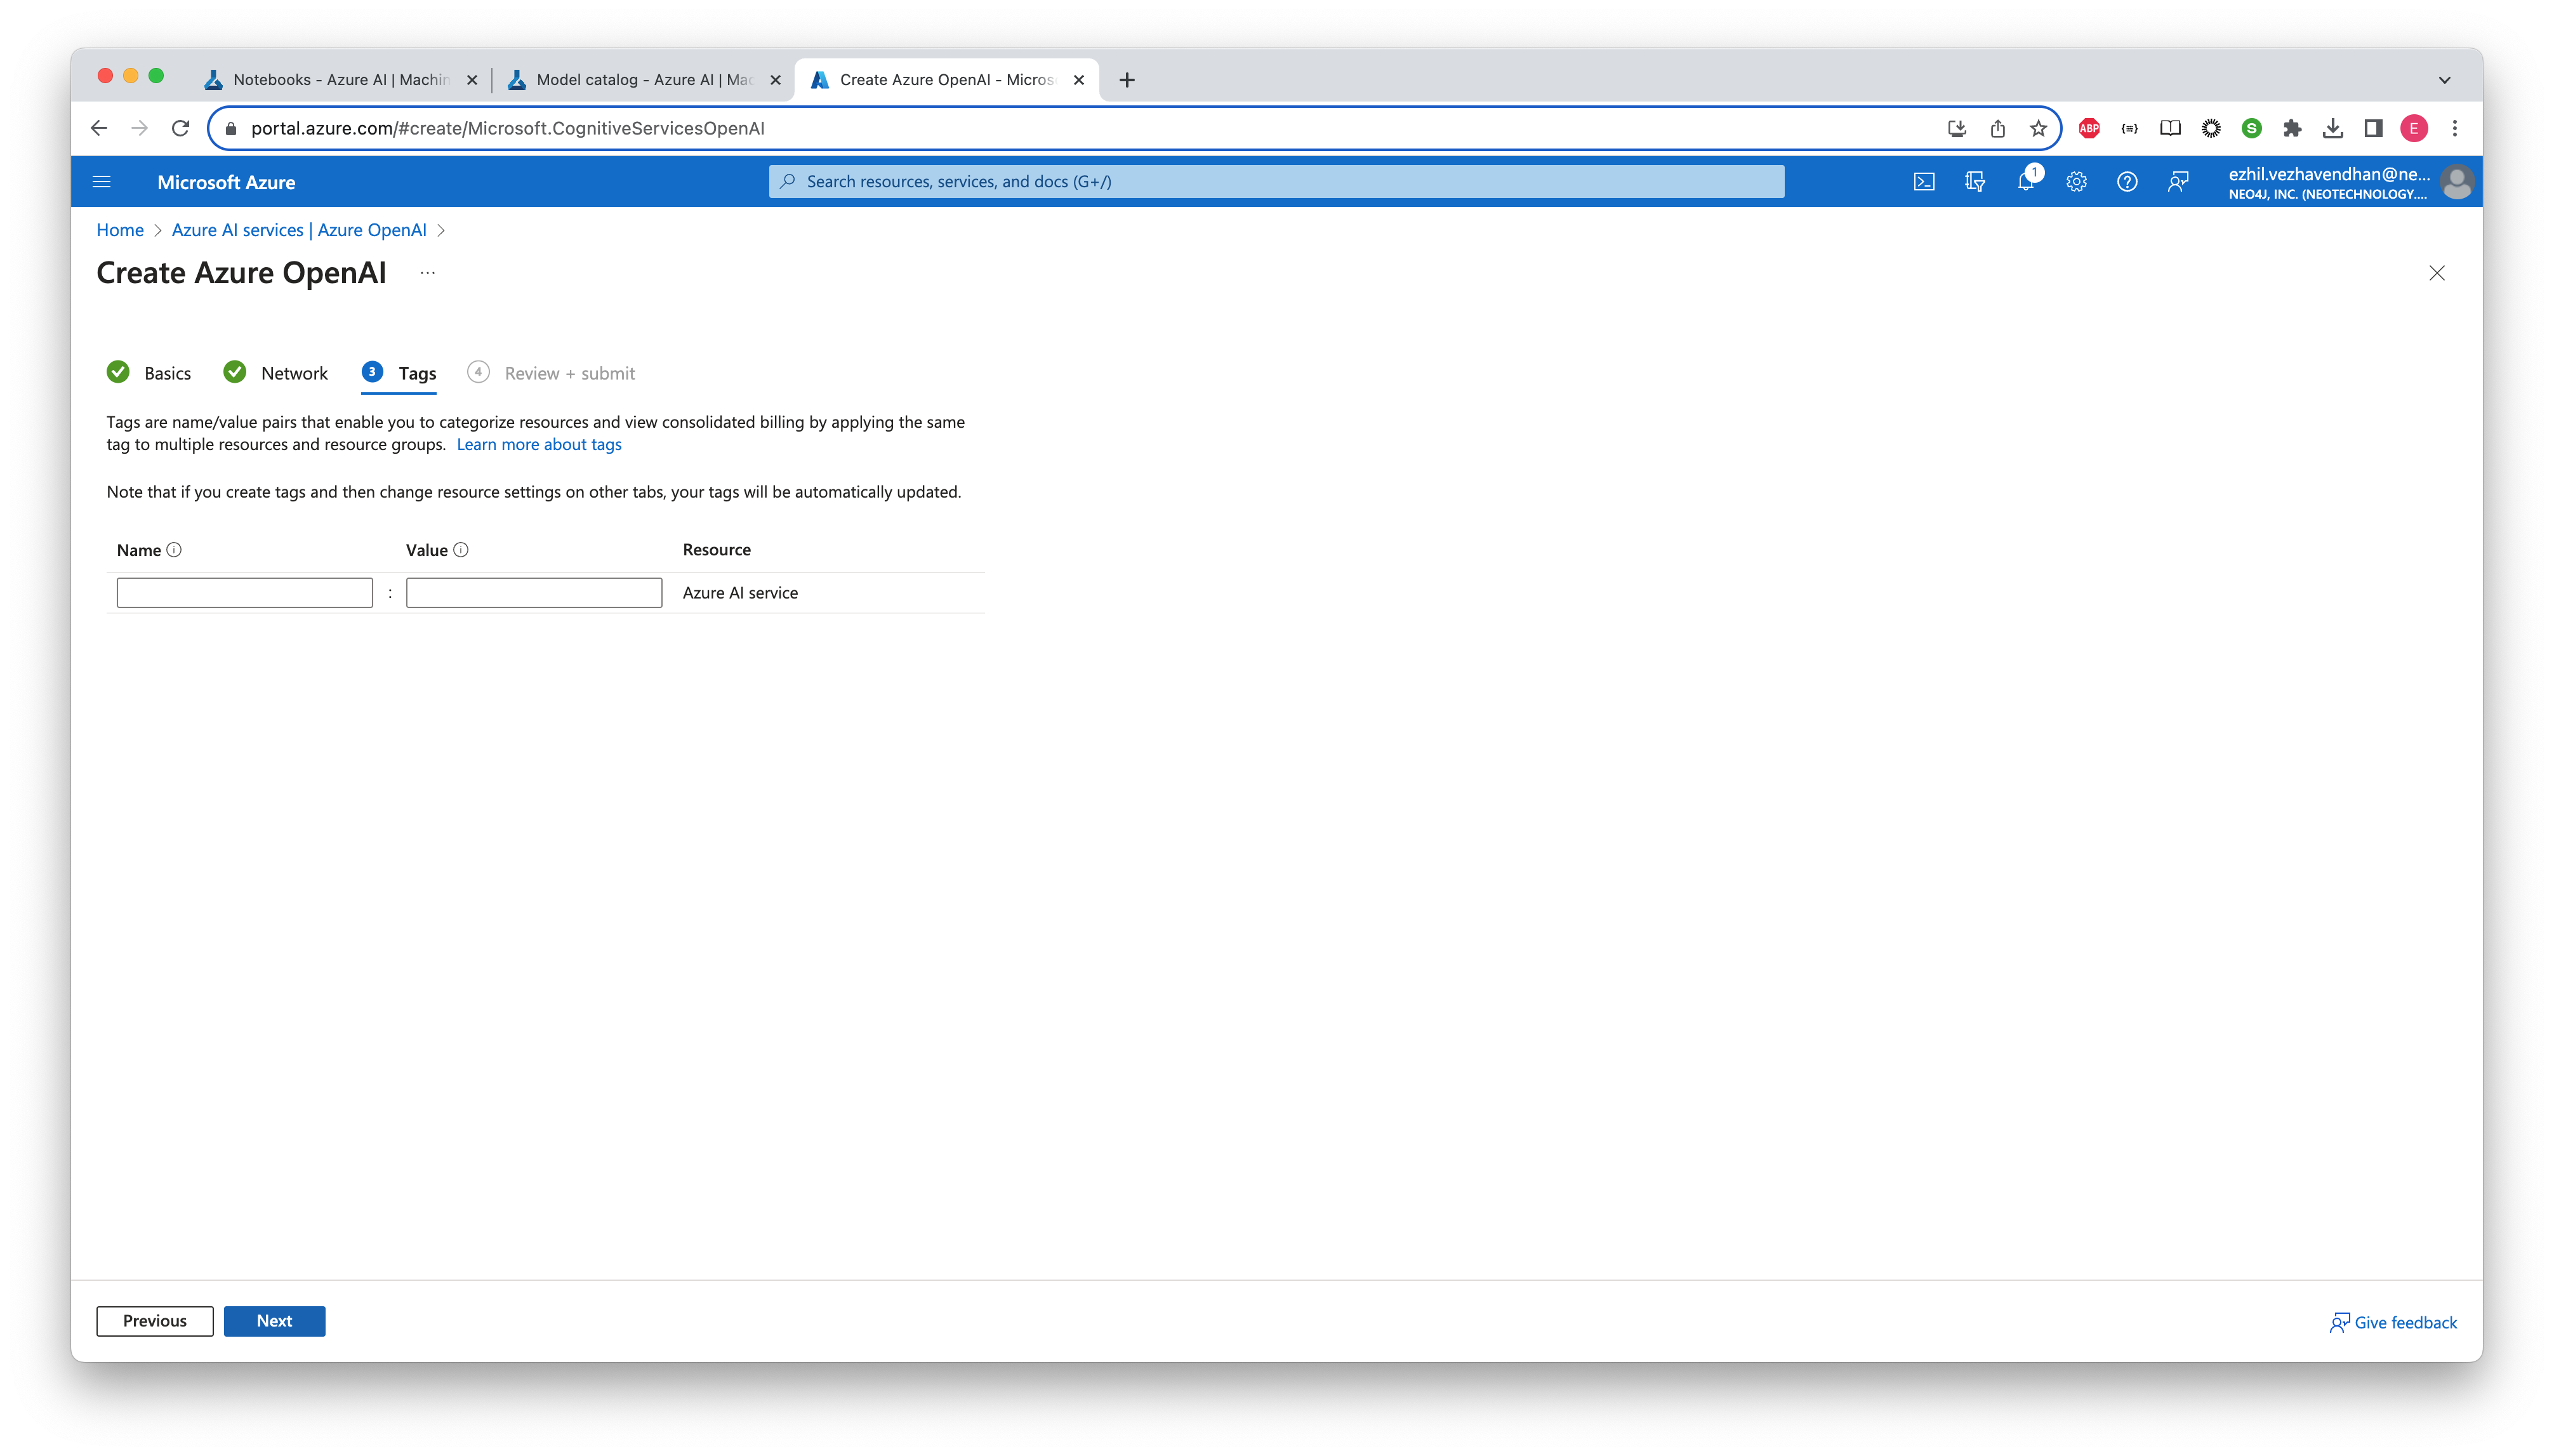 Notebooks - Azure AI | Machin
Model catalog - Azure AI | Mac
Create Azure OpenAI - Micros
portal.azure.com/#create/Microsoft.CognitiveServicesOpenAI
ABP
S
E
Microsoft Azure
Search resources, services, and docs (G+/)
1
ezhil.vezhavendhan@ne...
NEO4J, INC. (NEOTECHNOLOGY....
Home > Azure AI services | Azure OpenAI >
Create Azure OpenAI ...
Basics
Network
3 Tags
4 Review + submit
Tags are name/value pairs that enable you to categorize resources and view consolidated billing by applying the same
tag to multiple resources and resource groups. Learn more about tags
Note that if you create tags and then change resource settings on other tabs, your tags will be automatically updated.
Name Value Resource
: Azure AI service
Previous
Next
Give feedback